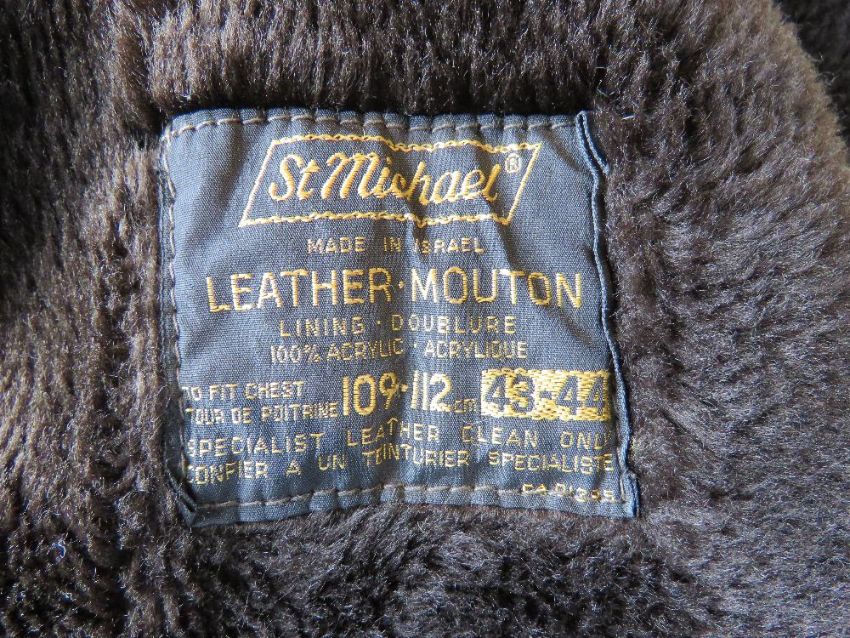 St Michael®
MADE IN ISRAEL
LEATHER·MOUTON
LINING·DOUBLURE
100% ACRYLIC·ACRYLIQUE
TO FIT CHEST
TOUR DE POITRINE 109-112 cm 43-44
SPECIALIST LEATHER CLEAN ONLY
CONFIER A UN TEINTURIER SPECIALISTE